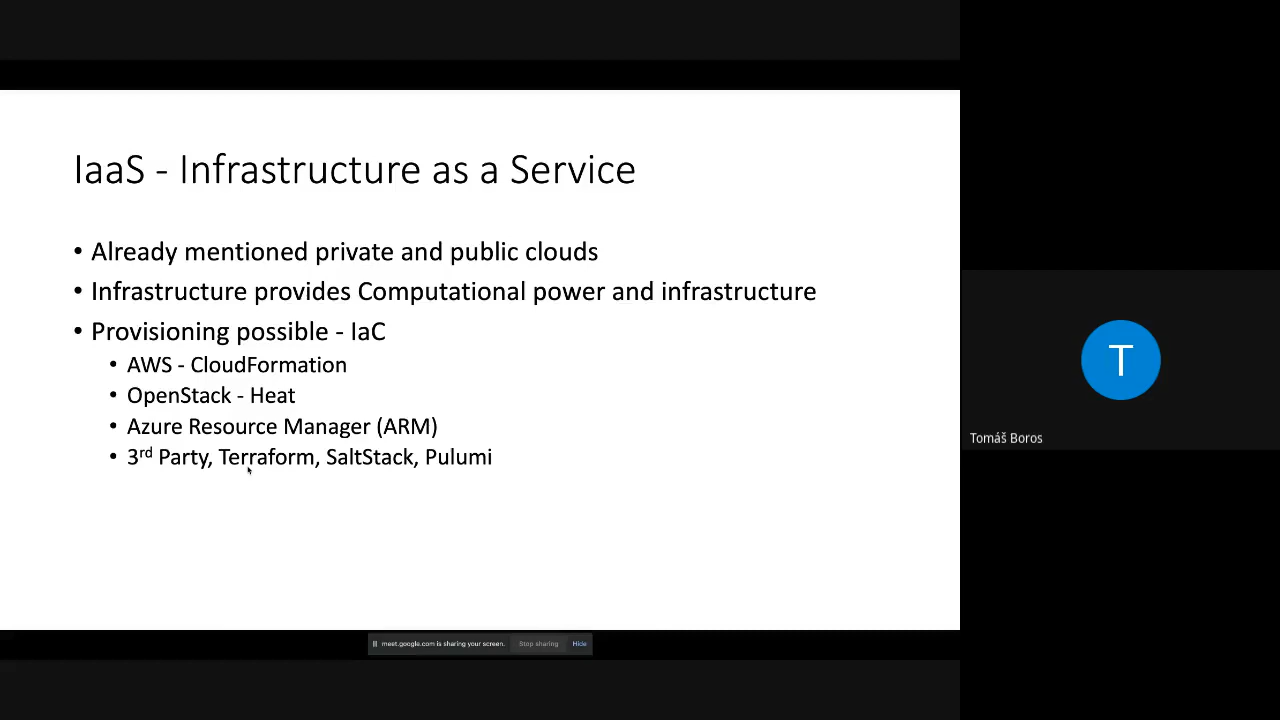 IaaS - Infrastructure as a Service
• Already mentioned private and public clouds
• Infrastructure provides Computational power and infrastructure
• Provisioning possible - IaC
• AWS - CloudFormation
• OpenStack - Heat
• Azure Resource Manager (ARM)
• 3rd Party, Terraform, SaltStack, Pulumi
T
Tomáš Boros
meet.google.com is sharing your screen. Stop sharing Hide